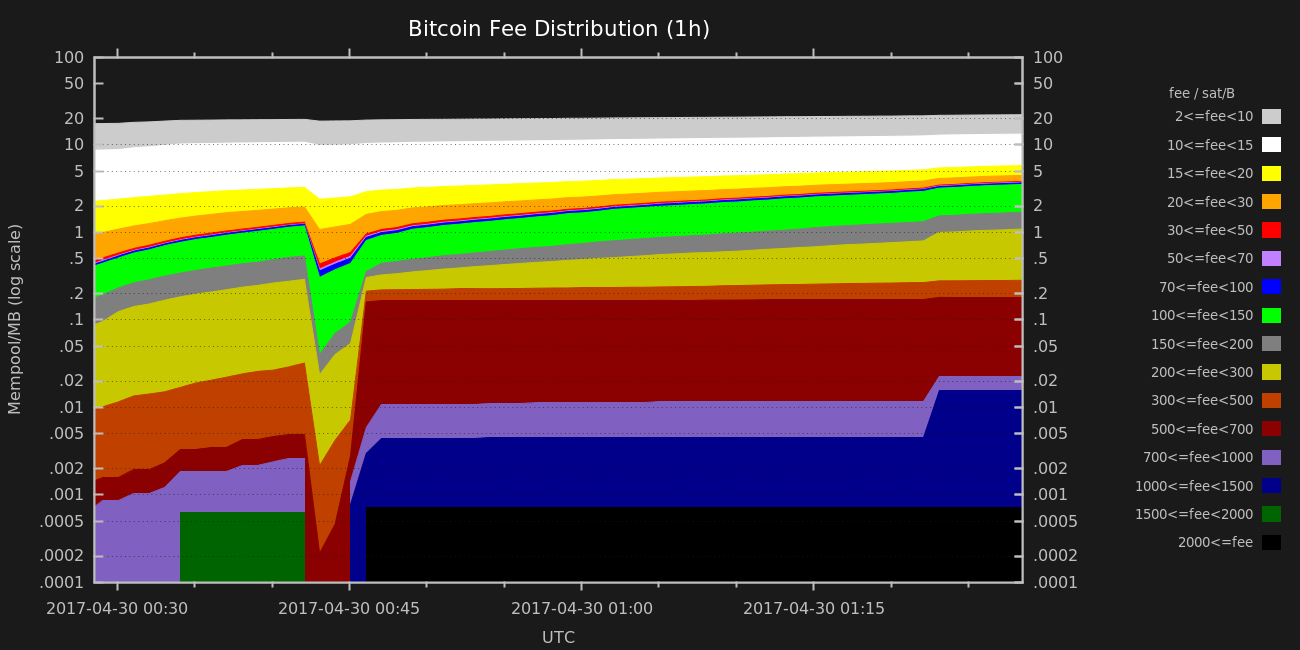 Bitcoin Fee Distribution (1h)
100 100
50 50
20 20
10 10
5 5
2 2
1 1
.5 .5
.2 .2
.1 .1
.05 .05
.02 .02
.01 .01
.005 .005
.002 .002
.001 .001
.0005 .0005
.0002 .0002
.0001 .0001
Mempool/MB (log scale)
2017-04-30 00:30 2017-04-30 00:45 2017-04-30 01:00 2017-04-30 01:15
UTC
fee / sat/B
2<=fee<10
10<=fee<15
15<=fee<20
20<=fee<30
30<=fee<50
50<=fee<70
70<=fee<100
100<=fee<150
150<=fee<200
200<=fee<300
300<=fee<500
500<=fee<700
700<=fee<1000
1000<=fee<1500
1500<=fee<2000
2000<=fee